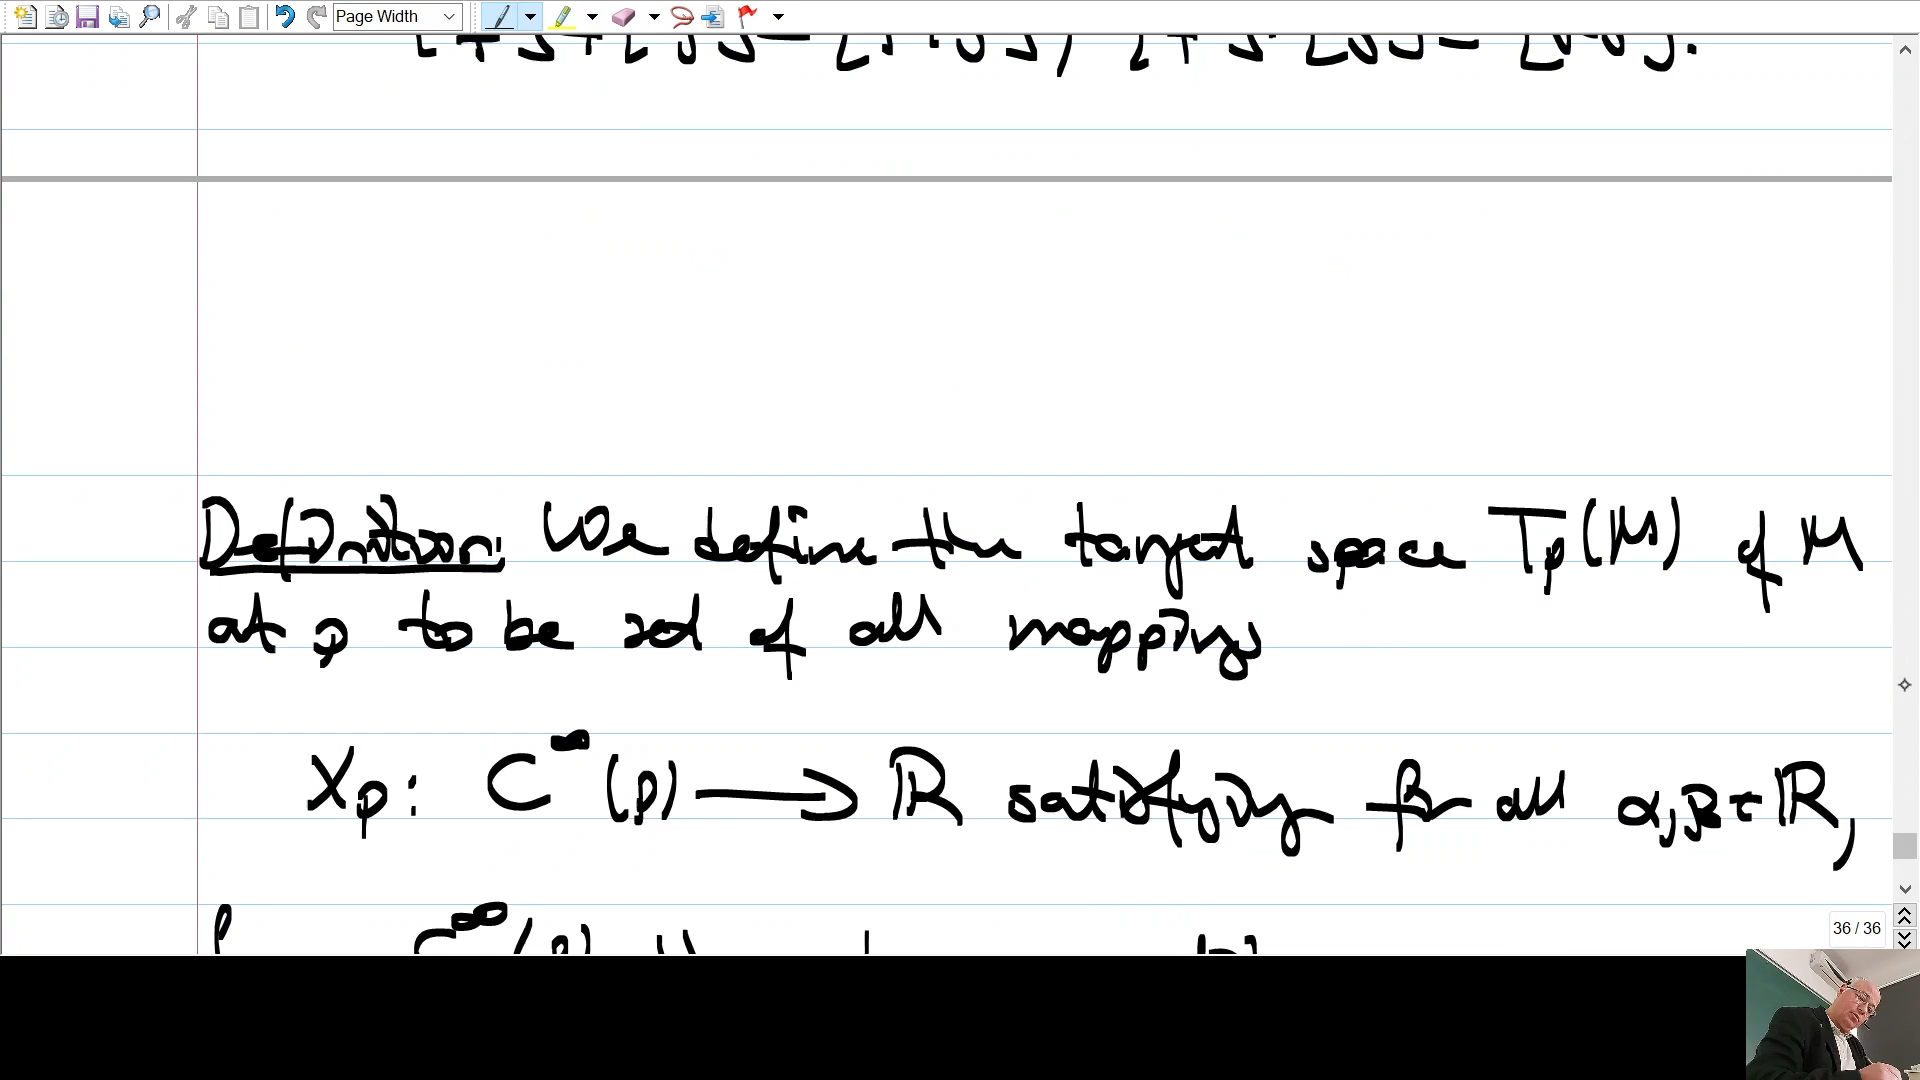 Page Width
[f]+[g]=[f+g], [f]·[g]=[f·g].
Definition: We define the tangent space Tp(M) of M
at p to be set of all mappings
Xp: C^∞(p) ⟶ ℝ satisfying for all α,β ∈ ℝ,
C^∞(p)
36 / 36